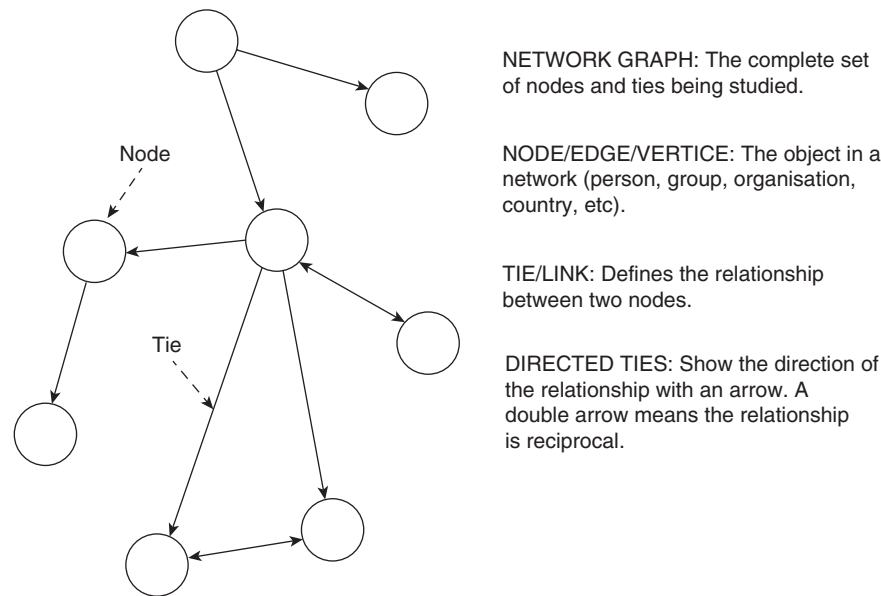 NETWORK GRAPH: The complete set
of nodes and ties being studied.
Node
NODE/EDGE/VERTICE: The object in a
network (person, group, organisation,
country, etc).
TIE/LINK: Defines the relationship
between two nodes.
Tie
DIRECTED TIES: Show the direction of
the relationship with an arrow. A
double arrow means the relationship
is reciprocal.